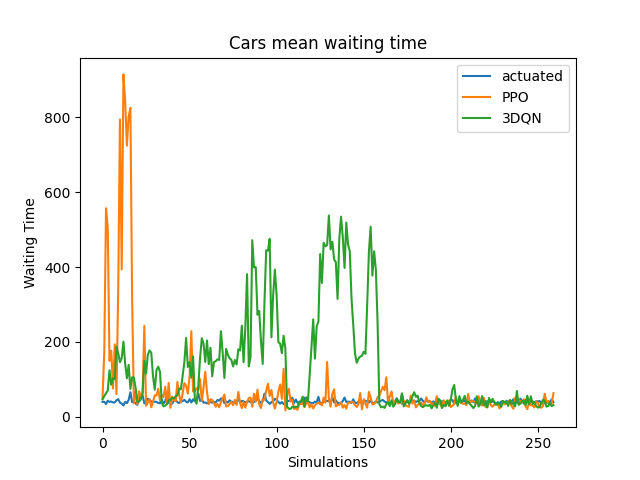 Cars mean waiting time
actuated
PPO
3DQN
Waiting Time
800
600
400
200
0
0 50 100 150 200 250
Simulations